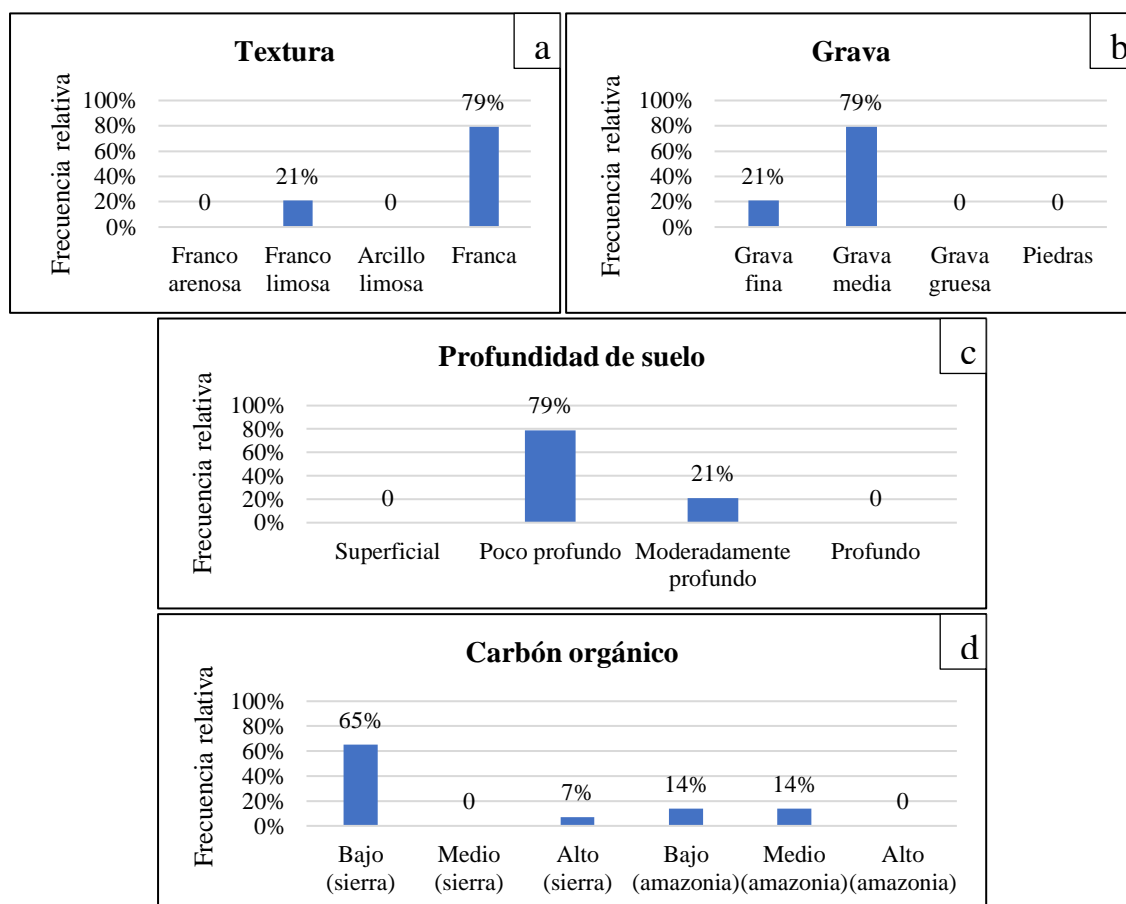 Textura
a
Frecuencia relativa
100%
80%
60%
40%
20%
0%
0
21%
0
79%
Franco arenosa
Franco limosa
Arcillo limosa
Franca
Grava
b
Frecuencia relativa
100%
80%
60%
40%
20%
0%
21%
79%
0
0
Grava fina
Grava media
Grava gruesa
Piedras
Profundidad de suelo
c
Frecuencia relativa
100%
80%
60%
40%
20%
0%
0
79%
21%
0
Superficial
Poco profundo
Moderadamente profundo
Profundo
Carbón orgánico
d
Frecuencia relativa
100%
80%
60%
40%
20%
0%
65%
0
7%
14%
14%
0
Bajo (sierra)
Medio (sierra)
Alto (sierra)
Bajo (amazonia)
Medio (amazonia)
Alto (amazonia)